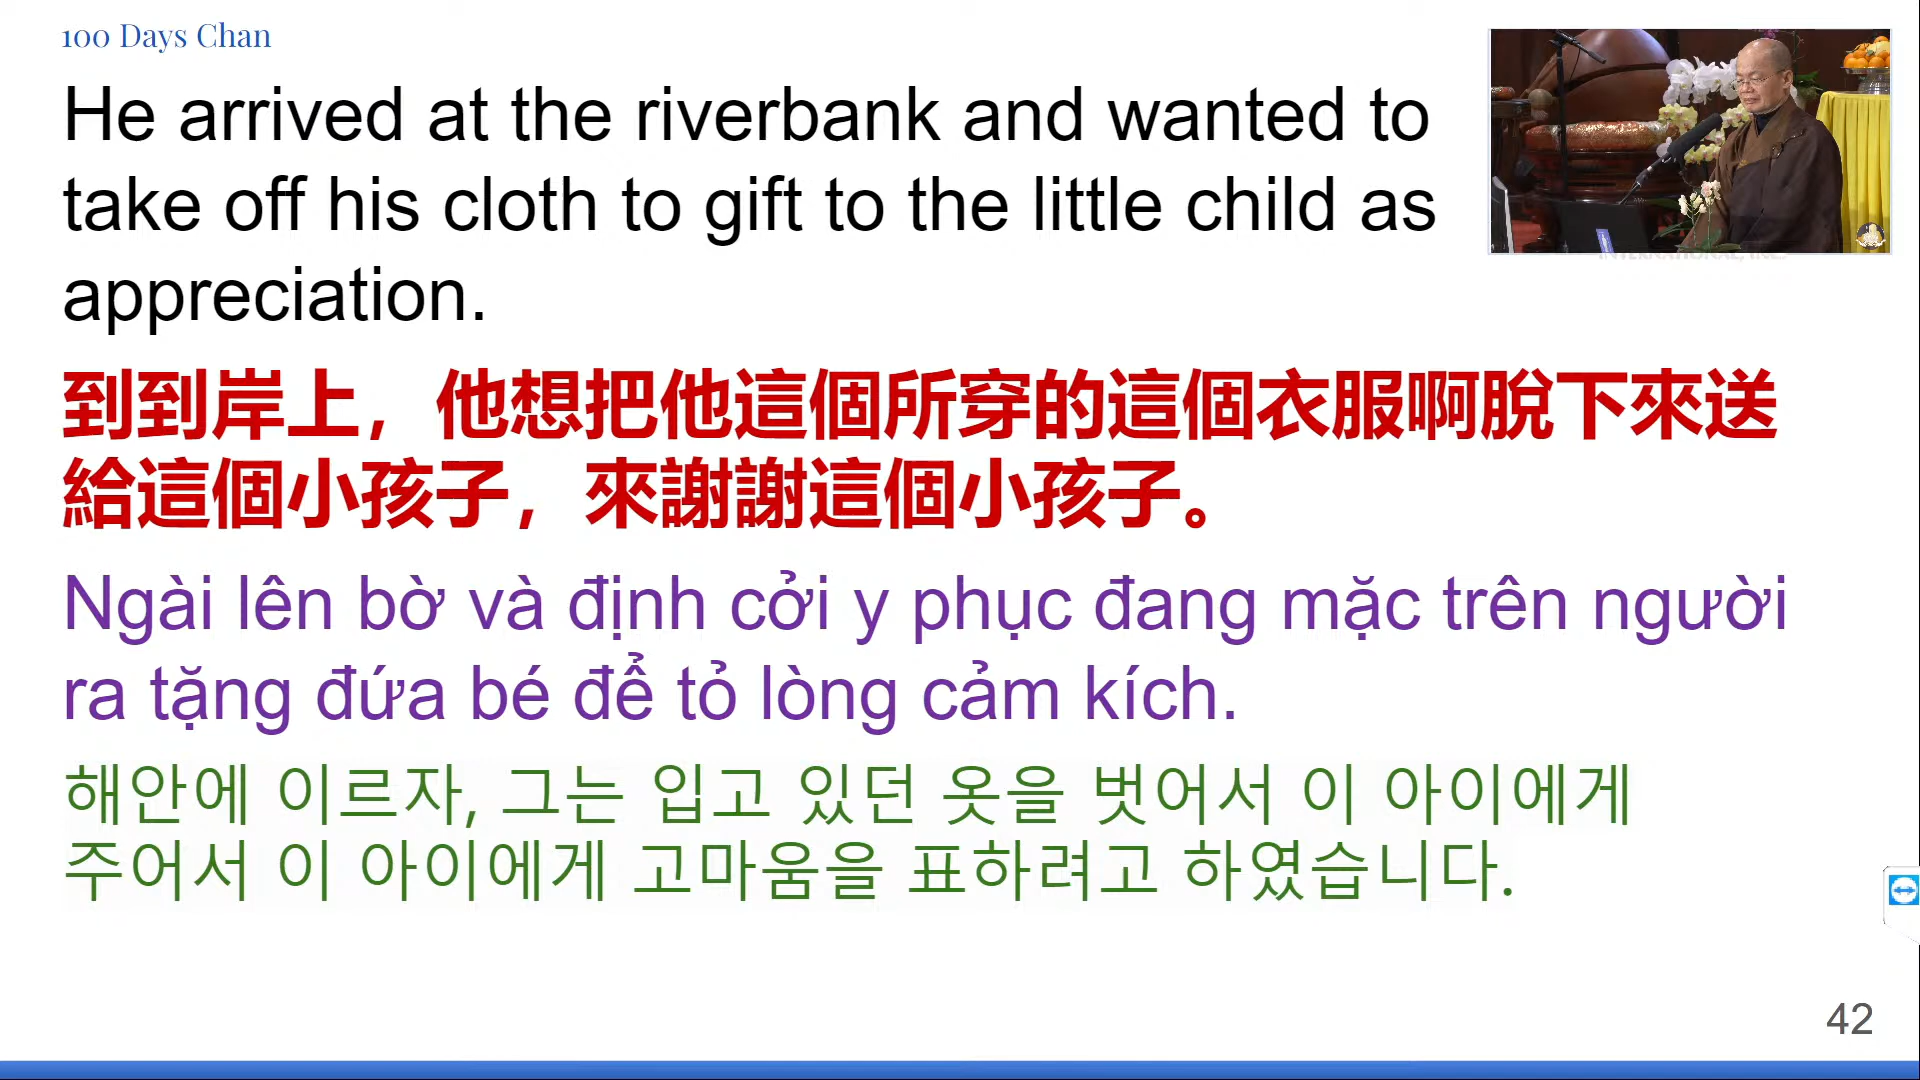 100 Days Chan
He arrived at the riverbank and wanted to
take off his cloth to gift to the little child as
appreciation.
到到岸上，他想把他這個所穿的這個衣服啊脫下來送
給這個小孩子，來謝謝這個小孩子。
Ngài lên bờ và định cởi y phục đang mặc trên người
ra tặng đứa bé để tỏ lòng cảm kích.
해안에 이르자, 그는 입고 있던 옷을 벗어서 이 아이에게
주어서 이 아이에게 고마움을 표하려고 하였습니다.
42